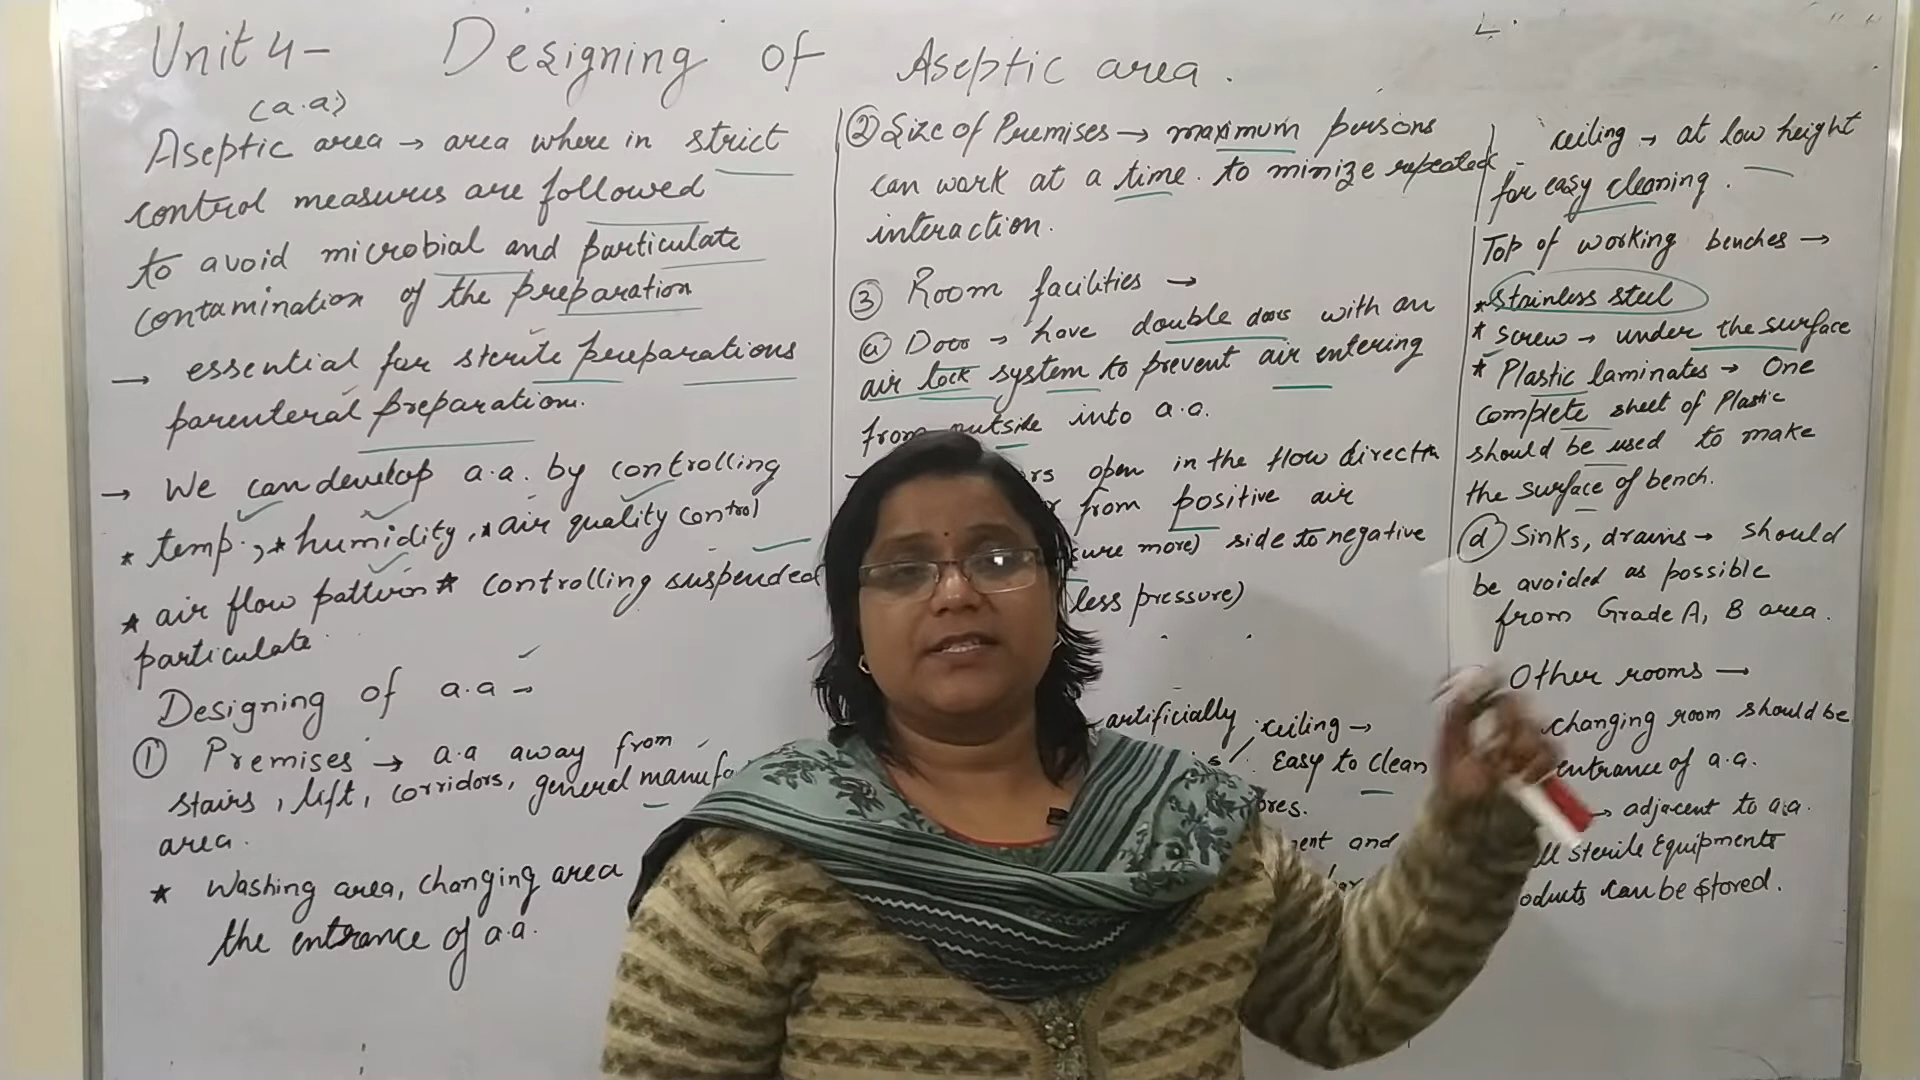 Unit 4 - Designing of Aseptic area.
(a.a)
Aseptic area → area where in strict
control measures are followed
to avoid microbial and particulate
contamination of the preparation
→ essential for sterile preparations
parenteral preparation.
→ We can develop a.a. by controlling
* temp., * humidity, * air quality control
* air flow pattern * controlling suspended
particulate.
Designing of a.a →
① Premises → a.a away from
stairs, lift, corridors, general manufa
area.
* Washing area, changing area
the entrance of a.a.
② Size of Premises → maximum persons
can work at a time. to minize repeated
interaction.
③ Room facilities →
ⓐ Door → have double doors with an
air lock system to prevent air entering
from outside into a.a.
rs open in the flow directn
from positive air
sure more) side to negative
less pressure)
artificially ceiling →
Easy to clean
ores.
ment and
ceiling → at low height
for easy cleaning.
Top of working benches →
* stainless steel
* screw → under the surface
* Plastic laminates → One
complete sheet of Plastic
should be used to make
the surface of bench.
ⓓ Sinks, drains → should
be avoided as possible
from Grade A, B area.
Other rooms →
changing room should be
entrance of a.a.
→ adjacent to a.a.
ll sterile Equipments
oducts can be stored.